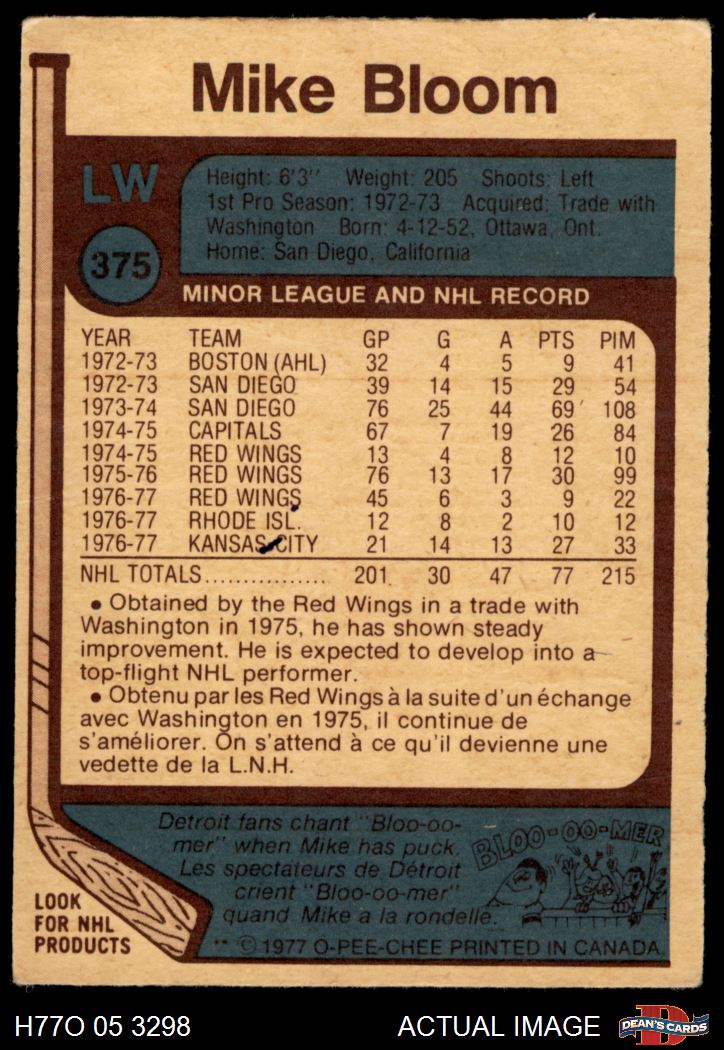 Mike Bloom
LW
375
Height: 6'3'' Weight: 205 Shoots: Left
1st Pro Season: 1972-73 Acquired: Trade with
Washington Born: 4-12-52, Ottawa, Ont.
Home: San Diego, California
MINOR LEAGUE AND NHL RECORD
YEAR TEAM GP G A PTS PIM
1972-73 BOSTON (AHL) 32 4 5 9 41
1972-73 SAN DIEGO 39 14 15 29 54
1973-74 SAN DIEGO 76 25 44 69 108
1974-75 CAPITALS 67 7 19 26 84
1974-75 RED WINGS 13 4 8 12 10
1975-76 RED WINGS 76 13 17 30 99
1976-77 RED WINGS 45 6 3 9 22
1976-77 RHODE ISL. 12 8 2 10 12
1976-77 KANSAS CITY 21 14 13 27 33
NHL TOTALS................ 201 30 47 77 215
• Obtained by the Red Wings in a trade with
Washington in 1975, he has shown steady
improvement. He is expected to develop into a
top-flight NHL performer.
• Obtenu par les Red Wings à la suite d'un échange
avec Washington en 1975, il continue de
s'améliorer. On s'attend à ce qu'il devienne une
vedette de la L.N.H.
Detroit fans chant "Bloo-oo-
mer" when Mike has puck.
Les spectateurs de Détroit
crient "Bloo-oo-mer"
quand Mike a la rondelle.
BLOO-OO-MER
LOOK
FOR NHL
PRODUCTS
** © 1977 O-PEE-CHEE PRINTED IN CANADA.
H77O 05 3298
ACTUAL IMAGE
D
DEAN'S CARDS